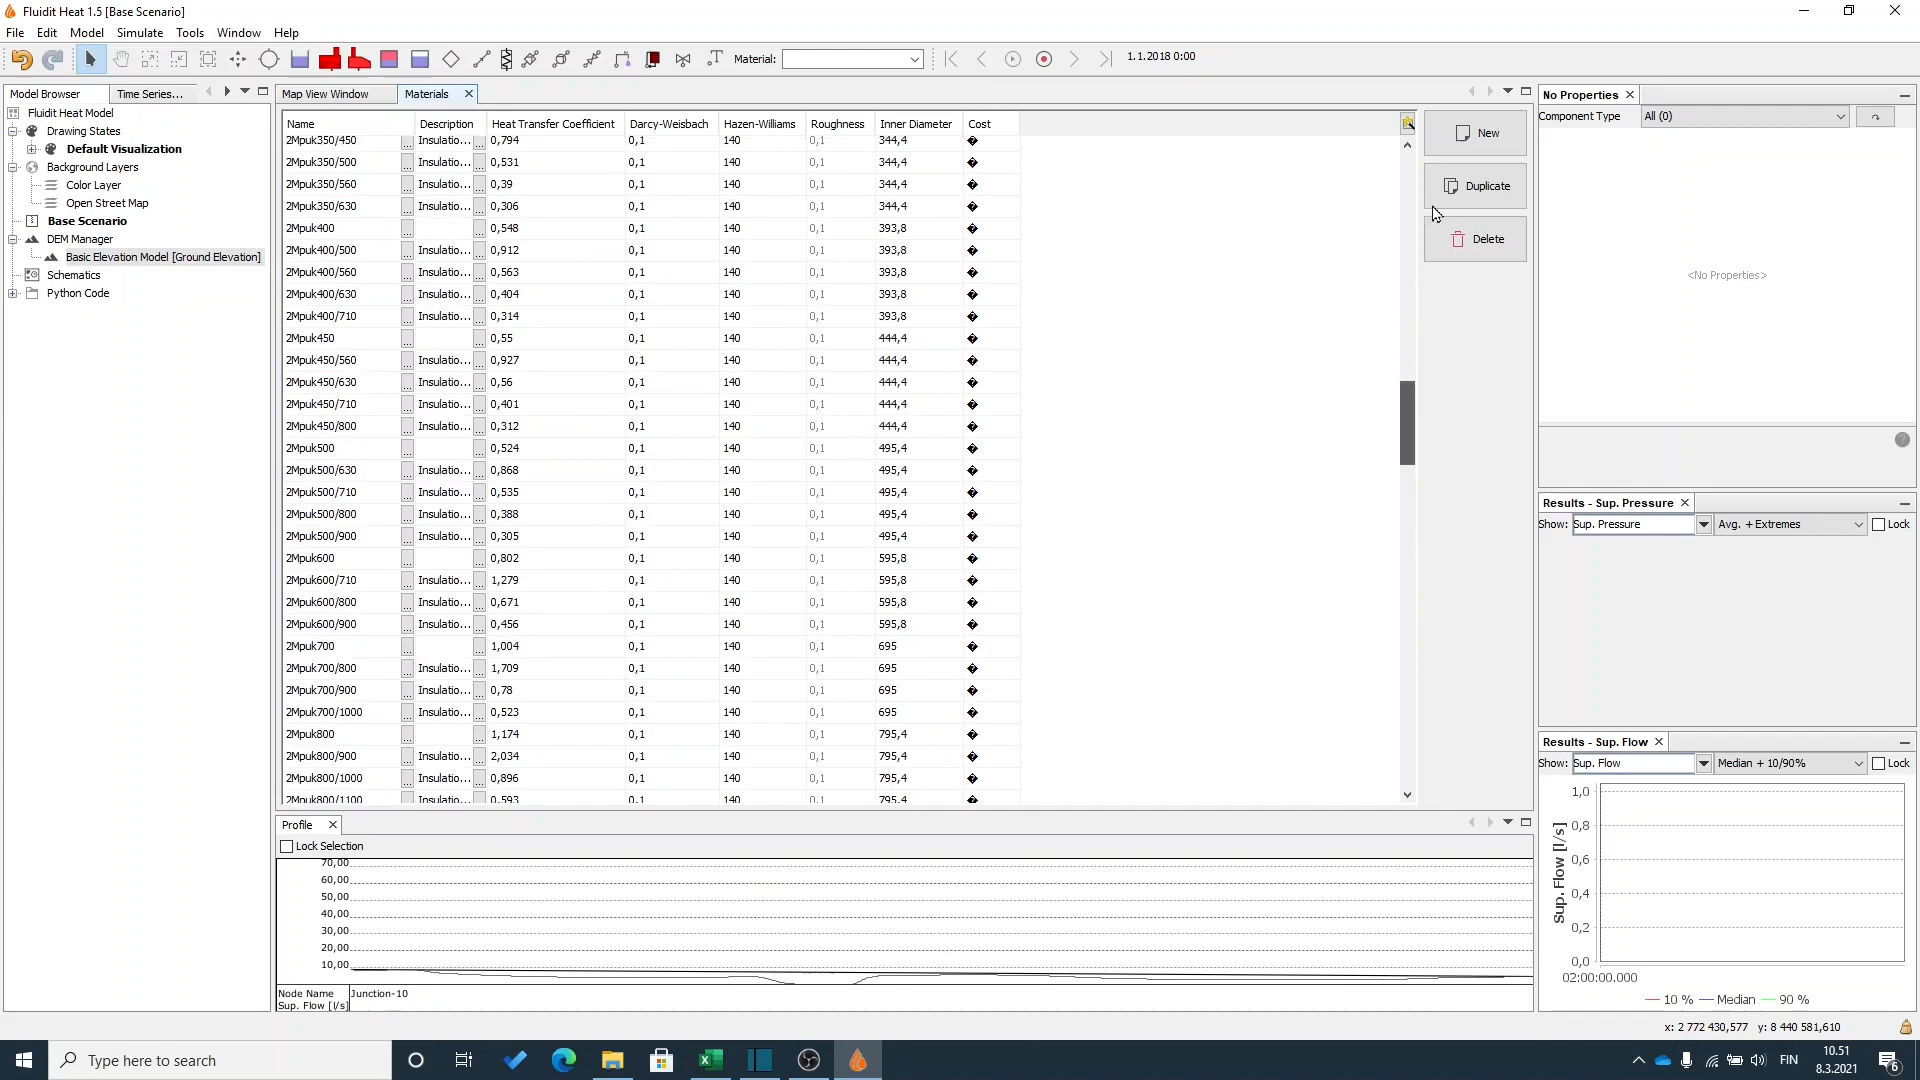 Fluidit Heat 1.5 [Base Scenario]
File Edit Model Simulate Tools Window Help
Material: 1.1.2018 0:00
Model Browser Time Series...
Fluidit Heat Model
Drawing States
Default Visualization
Background Layers
Color Layer
Open Street Map
Base Scenario
DEM Manager
Basic Elevation Model [Ground Elevation]
Schematics
Python Code
Map View Window Materials
Name Description Heat Transfer Coefficient Darcy-Weisbach Hazen-Williams Roughness Inner Diameter Cost
2Mpuk350/450 ... Insulatio... ... 0,794 0,1 140 0,1 344,4 �
2Mpuk350/500 ... Insulatio... ... 0,531 0,1 140 0,1 344,4 �
2Mpuk350/560 ... Insulatio... ... 0,39 0,1 140 0,1 344,4 �
2Mpuk350/630 ... Insulatio... ... 0,306 0,1 140 0,1 344,4 �
2Mpuk400 ... ... 0,548 0,1 140 0,1 393,8 �
2Mpuk400/500 ... Insulatio... ... 0,912 0,1 140 0,1 393,8 �
2Mpuk400/560 ... Insulatio... ... 0,563 0,1 140 0,1 393,8 �
2Mpuk400/630 ... Insulatio... ... 0,404 0,1 140 0,1 393,8 �
2Mpuk400/710 ... Insulatio... ... 0,314 0,1 140 0,1 393,8 �
2Mpuk450 ... ... 0,55 0,1 140 0,1 444,4 �
2Mpuk450/560 ... Insulatio... ... 0,927 0,1 140 0,1 444,4 �
2Mpuk450/630 ... Insulatio... ... 0,56 0,1 140 0,1 444,4 �
2Mpuk450/710 ... Insulatio... ... 0,401 0,1 140 0,1 444,4 �
2Mpuk450/800 ... Insulatio... ... 0,312 0,1 140 0,1 444,4 �
2Mpuk500 ... ... 0,524 0,1 140 0,1 495,4 �
2Mpuk500/630 ... Insulatio... ... 0,868 0,1 140 0,1 495,4 �
2Mpuk500/710 ... Insulatio... ... 0,535 0,1 140 0,1 495,4 �
2Mpuk500/800 ... Insulatio... ... 0,388 0,1 140 0,1 495,4 �
2Mpuk500/900 ... Insulatio... ... 0,305 0,1 140 0,1 495,4 �
2Mpuk600 ... ... 0,802 0,1 140 0,1 595,8 �
2Mpuk600/710 ... Insulatio... ... 1,279 0,1 140 0,1 595,8 �
2Mpuk600/800 ... Insulatio... ... 0,671 0,1 140 0,1 595,8 �
2Mpuk600/900 ... Insulatio... ... 0,456 0,1 140 0,1 595,8 �
2Mpuk700 ... ... 1,004 0,1 140 0,1 695 �
2Mpuk700/800 ... Insulatio... ... 1,709 0,1 140 0,1 695 �
2Mpuk700/900 ... Insulatio... ... 0,78 0,1 140 0,1 695 �
2Mpuk700/1000 ... Insulatio... ... 0,523 0,1 140 0,1 695 �
2Mpuk800 ... ... 1,174 0,1 140 0,1 795,4 �
2Mpuk800/900 ... Insulatio... ... 2,034 0,1 140 0,1 795,4 �
2Mpuk800/1000 ... Insulatio... ... 0,896 0,1 140 0,1 795,4 �
2Mpuk800/1100 ... Insulatio... ... 0,593 0,1 140 0,1 795,4 �
New
Duplicate
Delete
Profile
Lock Selection
70,00
60,00
50,00
40,00
30,00
20,00
10,00
Node Name Junction-10
Sup. Flow [l/s]
No Properties
Component Type All (0)
<No Properties>
?
Results - Sup. Pressure
Show: Sup. Pressure Avg. + Extremes Lock
Results - Sup. Flow
Show: Sup. Flow Median + 10/90% Lock
Sup. Flow [l/s]
1,0
0,8
0,6
0,4
0,2
0,0
02:00:00.000
10 % Median 90 %
x: 2 772 430,577 y: 8 440 581,610
Type here to search
FIN
10.51
8.3.2021
6